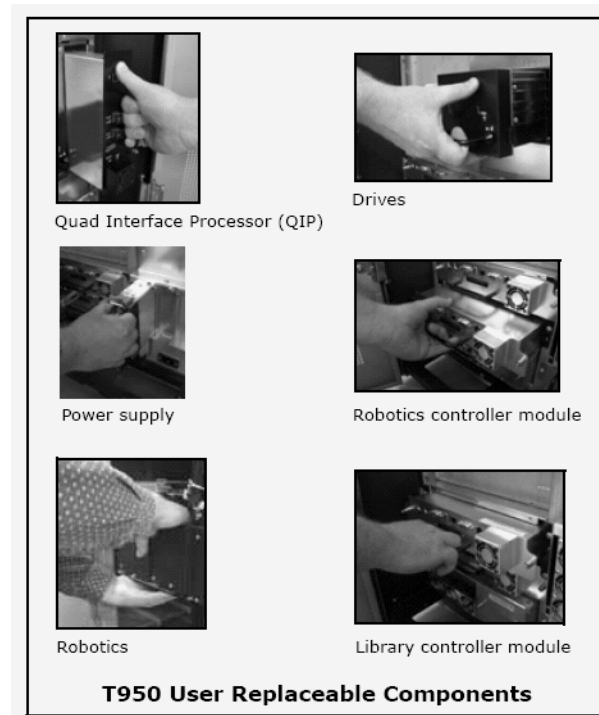 Quad Interface Processor (QIP)
Drives
Power supply
Robotics controller module
Robotics
Library controller module
T950 User Replaceable Components